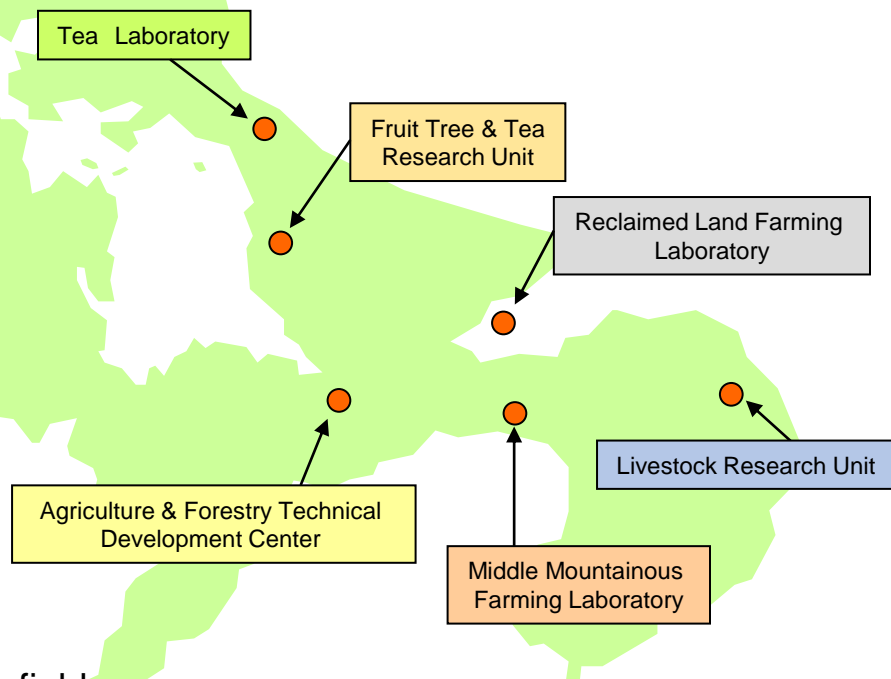 Tea Laboratory
Fruit Tree & Tea
Research Unit
Reclaimed Land Farming
Laboratory
Livestock Research Unit
Agriculture & Forestry Technical
Development Center
Middle Mountainous
Farming Laboratory